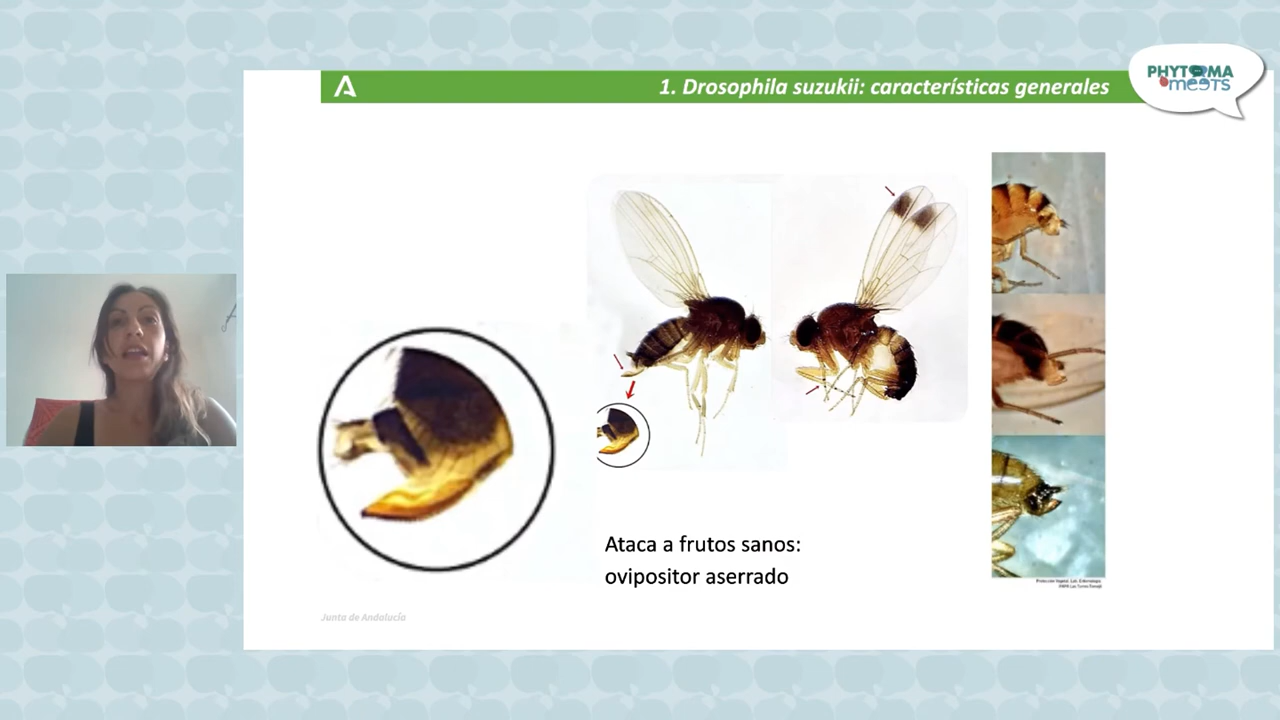 1. Drosophila suzukii: características generales
PHYTOMA
meets
Ataca a frutos sanos:
ovipositor aserrado
Junta de Andalucía